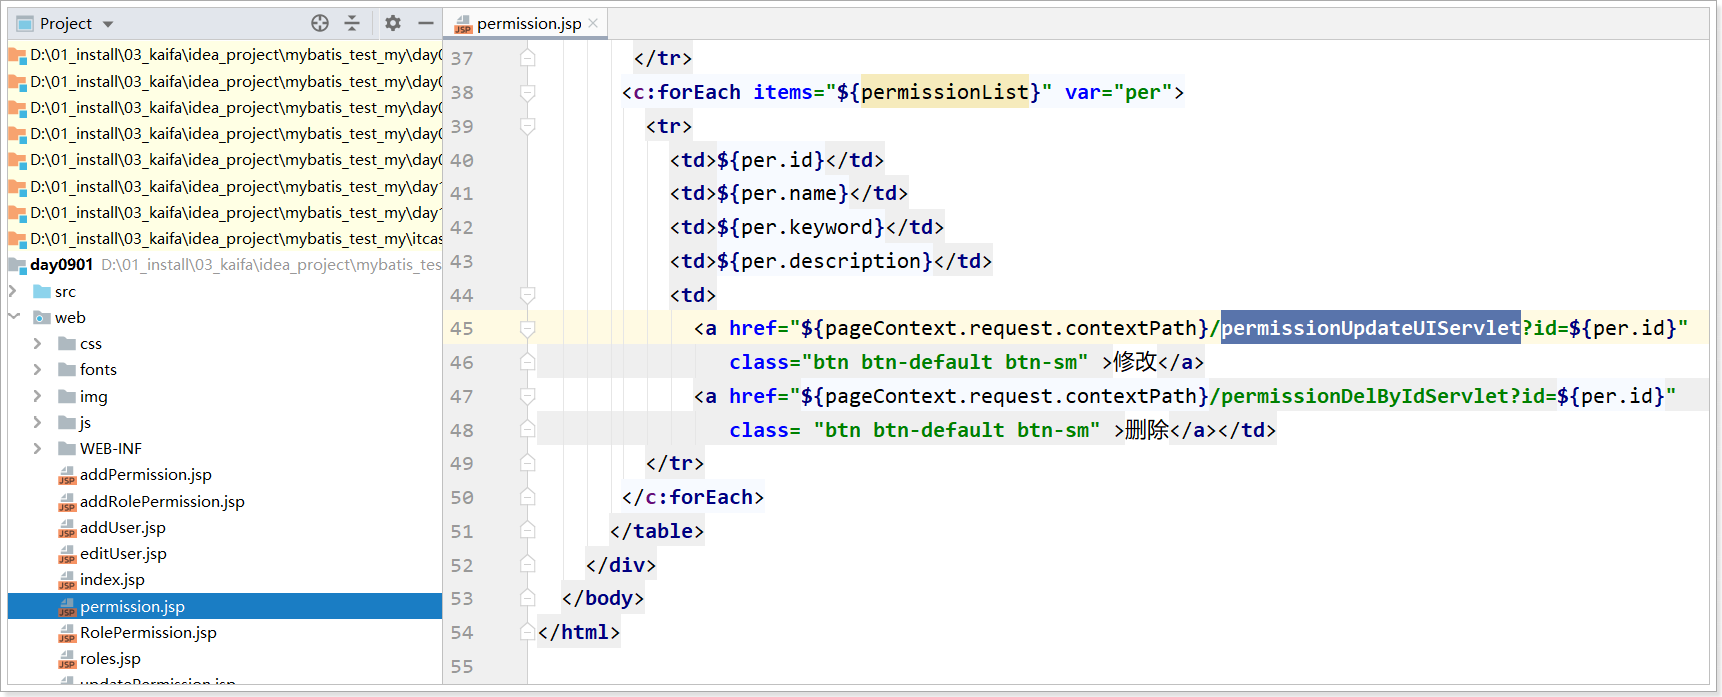 Project
D:\01_install\03_kaifa\idea_project\mybatis_test_my\day0
D:\01_install\03_kaifa\idea_project\mybatis_test_my\day0
D:\01_install\03_kaifa\idea_project\mybatis_test_my\day0
D:\01_install\03_kaifa\idea_project\mybatis_test_my\day0
D:\01_install\03_kaifa\idea_project\mybatis_test_my\day0
D:\01_install\03_kaifa\idea_project\mybatis_test_my\day1
D:\01_install\03_kaifa\idea_project\mybatis_test_my\day1
D:\01_install\03_kaifa\idea_project\mybatis_test_my\itcas
day0901 D:\01_install\03_kaifa\idea_project\mybatis_tes
src
web
css
fonts
img
js
WEB-INF
addPermission.jsp
addRolePermission.jsp
addUser.jsp
editUser.jsp
index.jsp
permission.jsp
RolePermission.jsp
roles.jsp
updatePermission.jsp
permission.jsp
37 </tr>
38 <c:forEach items="${permissionList}" var="per">
39 <tr>
40 <td>${per.id}</td>
41 <td>${per.name}</td>
42 <td>${per.keyword}</td>
43 <td>${per.description}</td>
44 <td>
45 <a href="${pageContext.request.contextPath}/permissionUpdateUIServlet?id=${per.id}"
46 class="btn btn-default btn-sm" >修改</a>
47 <a href="${pageContext.request.contextPath}/permissionDelByIdServlet?id=${per.id}"
48 class= "btn btn-default btn-sm" >删除</a></td>
49 </tr>
50 </c:forEach>
51 </table>
52 </div>
53 </body>
54 </html>
55